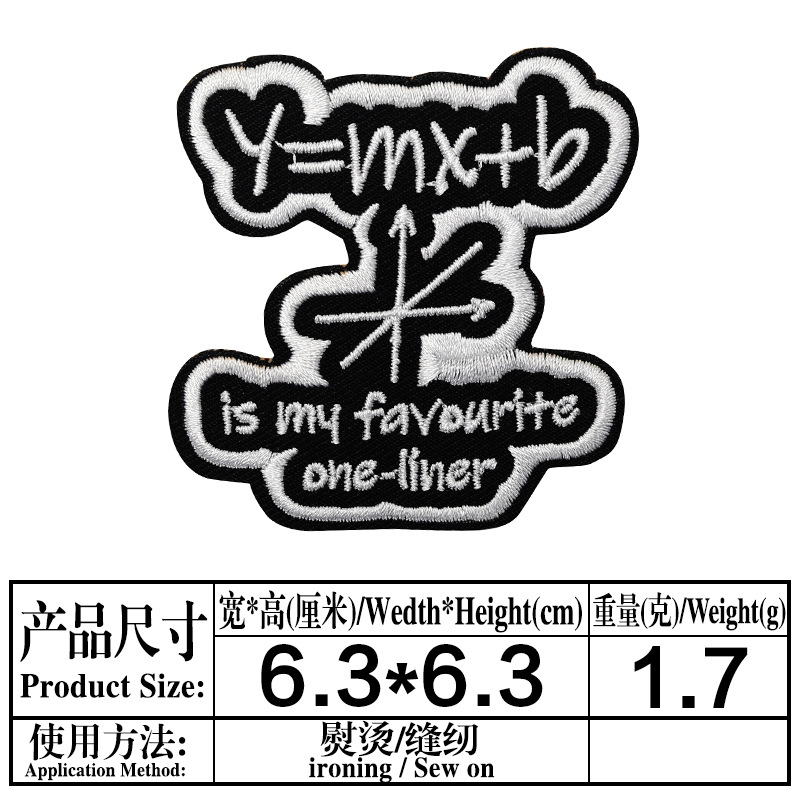 y=mx+b
is my favourite
one-liner
产品尺寸
Product Size:
宽*高(厘米)/Wedth*Height(cm)
重量(克)/Weight(g)
6.3*6.3
1.7
使用方法:
Application Method:
熨烫/缝纫
ironing / Sew on